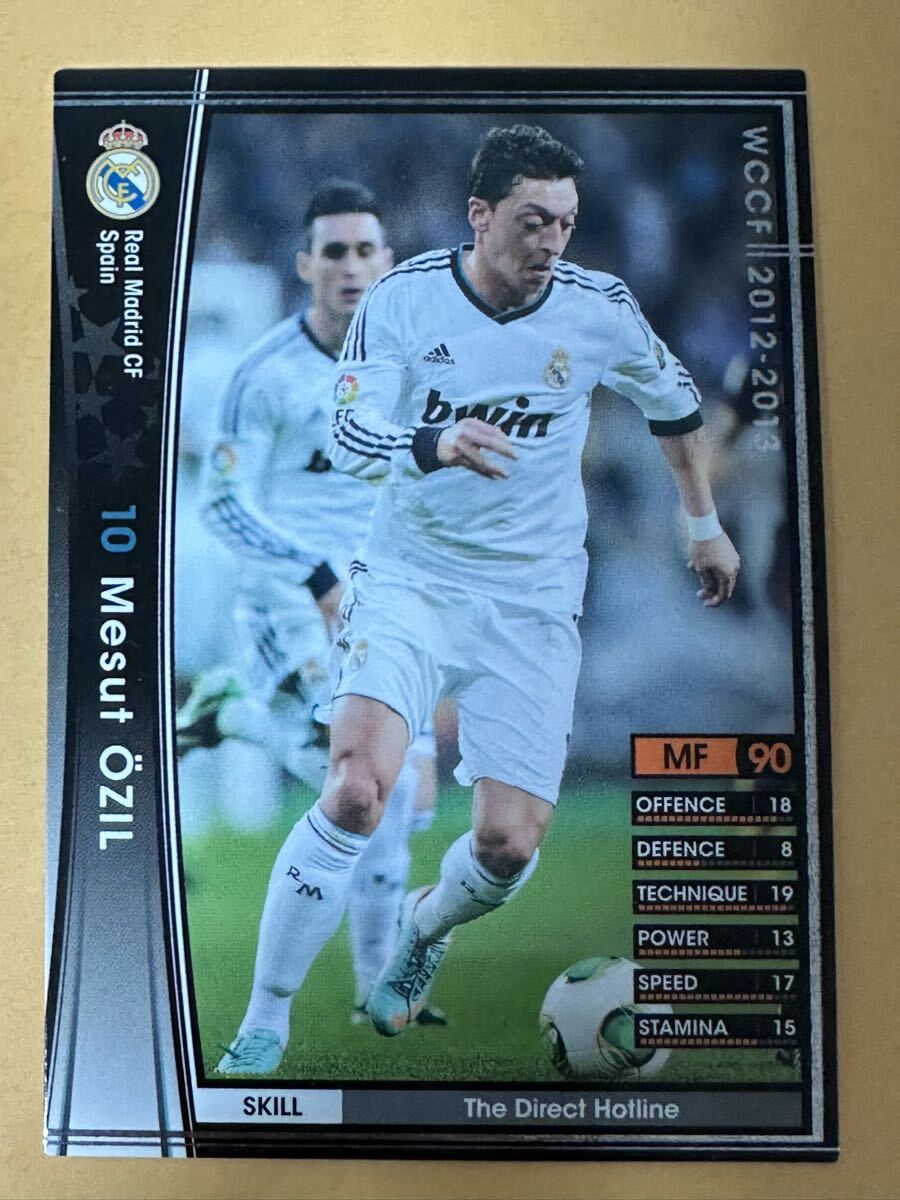 Real Madrid CF
Spain
10 Mesut ÖZIL
WCCF 2012-2013
adidas
bwin
RM
MF 90
OFFENCE 18
DEFENCE 8
TECHNIQUE 19
POWER 13
SPEED 17
STAMINA 15
SKILL The Direct Hotline